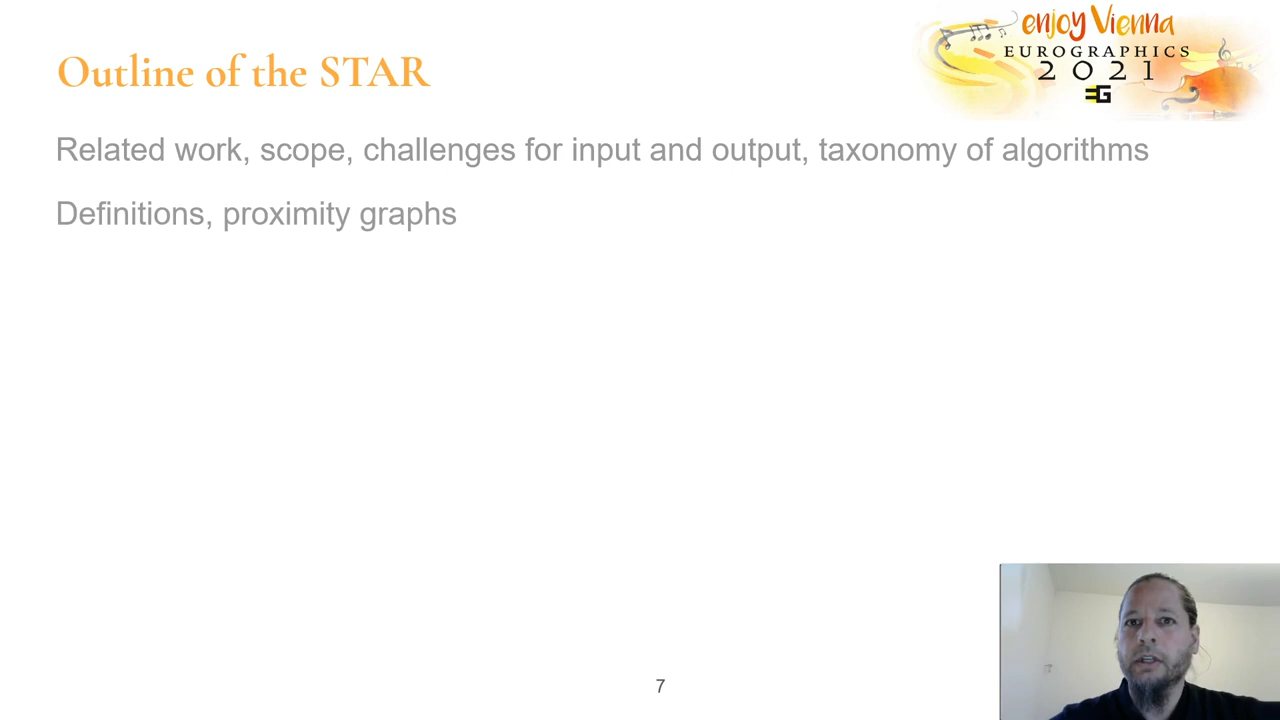 enjoy Vienna
EUROGRAPHICS
2021
EG
Outline of the STAR
Related work, scope, challenges for input and output, taxonomy of algorithms
Definitions, proximity graphs
7